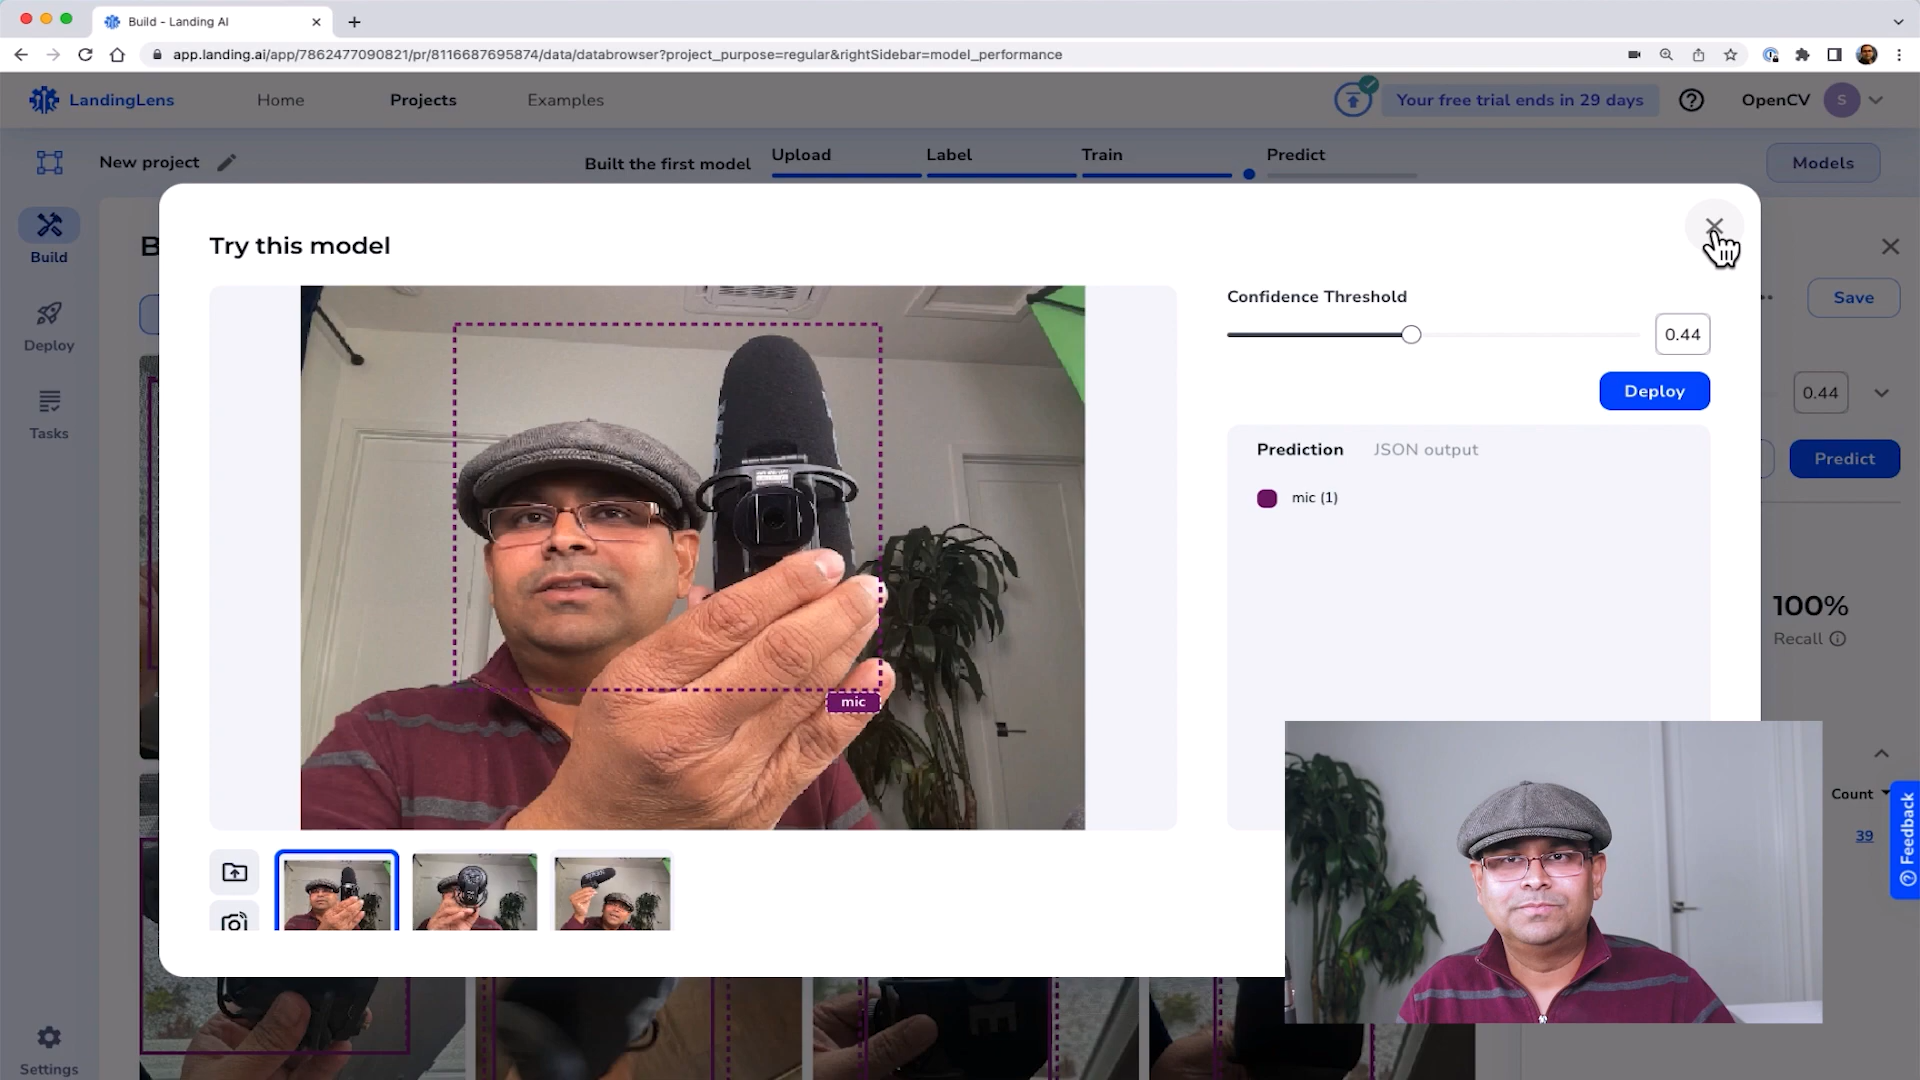 Build - Landing AI
app.landing.ai/app/7862477090821/pr/8116687695874/data/databrowser?project_purpose=regular&rightSidebar=model_performance
LandingLens
Home
Projects
Examples
Your free trial ends in 29 days
OpenCV
S
New project
Built the first model
Upload
Label
Train
Predict
Models
Build
Deploy
Tasks
Settings
B
Try this model
Confidence Threshold
0.44
Deploy
Prediction
JSON output
mic (1)
mic
Save
0.44
Predict
100%
Recall
Count
39
Feedback